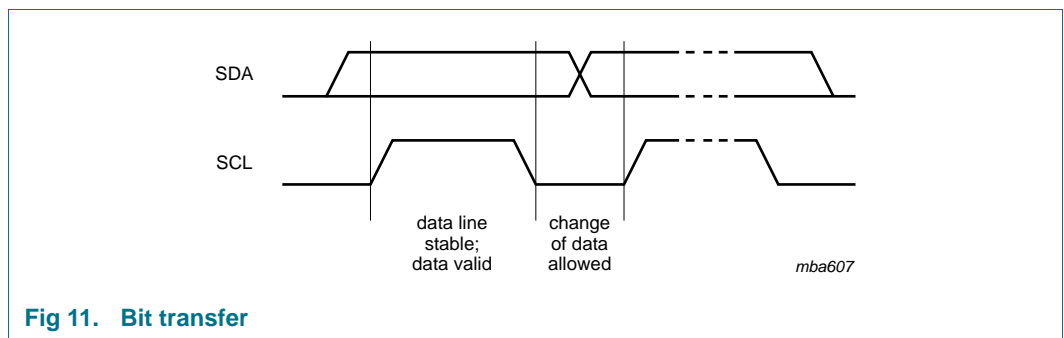 SDA
SCL
data line
stable;
data valid
change
of data
allowed
mba607
Fig 11. Bit transfer